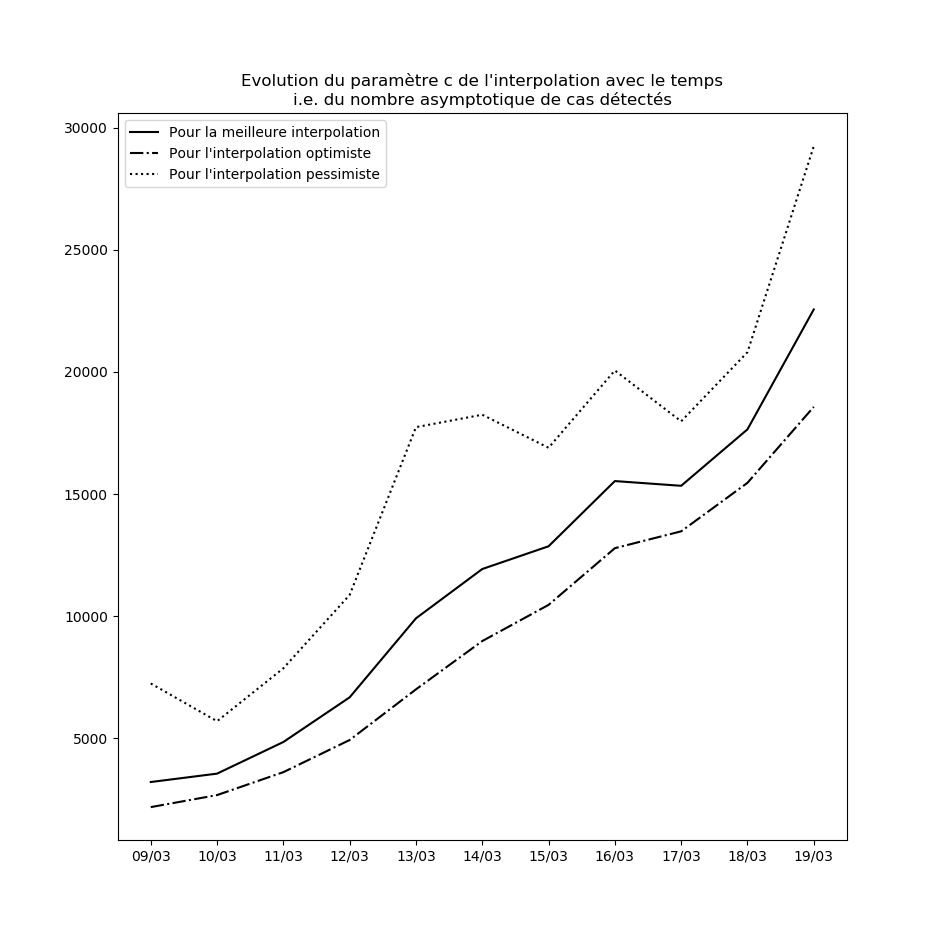 Evolution du paramètre c de l'interpolation avec le temps
i.e. du nombre asymptotique de cas détectés
Pour la meilleure interpolation
Pour l'interpolation optimiste
Pour l'interpolation pessimiste
30000
25000
20000
15000
10000
5000
09/03 10/03 11/03 12/03 13/03 14/03 15/03 16/03 17/03 18/03 19/03